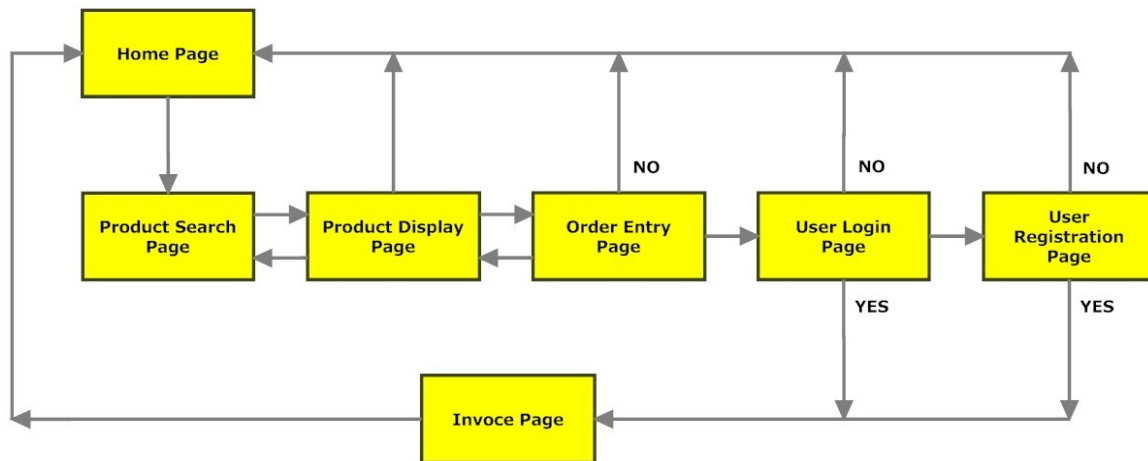 Home Page
NO
NO
NO
Product Search
Page
Product Display
Page
Order Entry
Page
User Login
Page
User
Registration
Page
YES
YES
Invoce Page